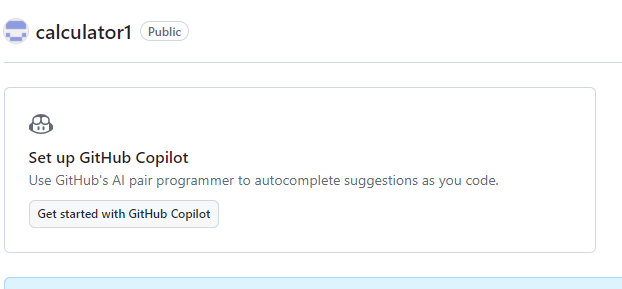 calculator1 Public
Set up GitHub Copilot
Use GitHub's AI pair programmer to autocomplete suggestions as you code.
Get started with GitHub Copilot